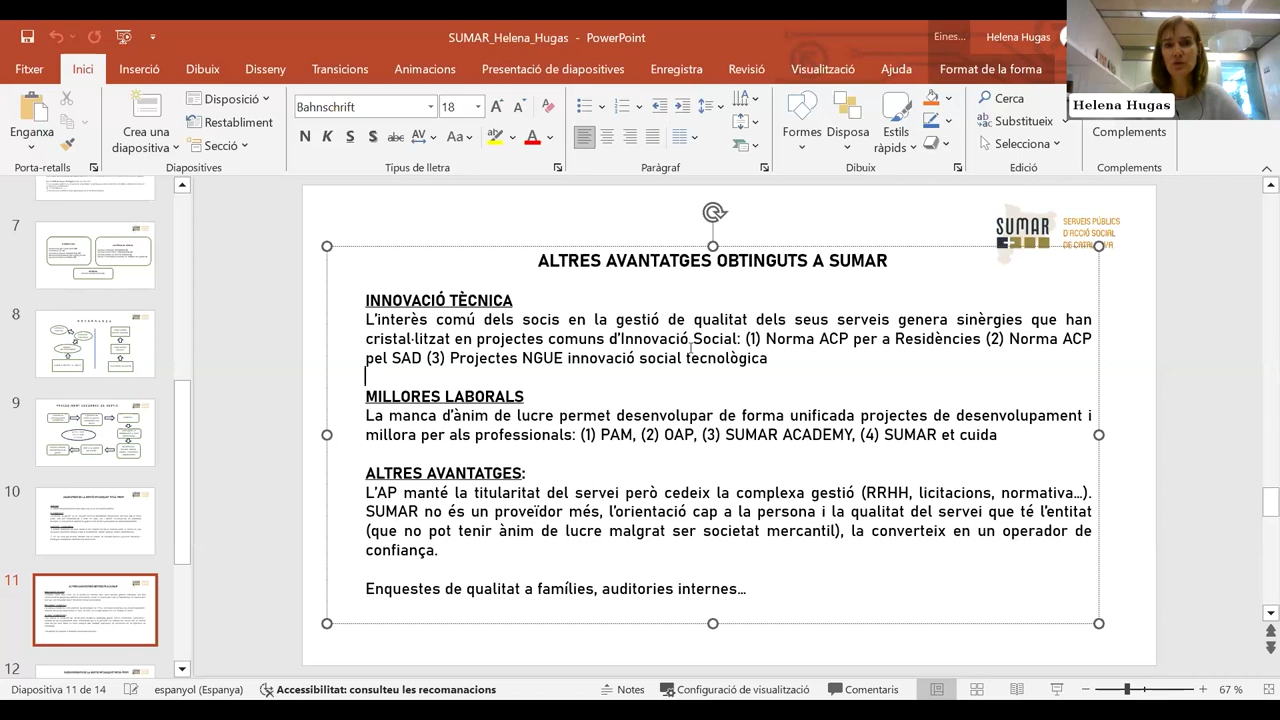 SUMAR_Helena_Hugas - PowerPoint
Eines...
Helena Hugas
Fitxer
Inici
Inserció
Dibuix
Disseny
Transicions
Animacions
Presentació de diapositives
Enregistra
Revisió
Visualització
Ajuda
Format de la forma
Helena Hugas
Enganxa
Porta-retalls
Crea una
diapositiva
Disposició
Restabliment
Secció
Diapositives
Bahnschrift
18
N K S S abc AV Aa A
Tipus de lletra
Paràgraf
Formes
Disposa
Estils
ràpids
Dibuix
Cerca
Substitueix
Selecciona
Edició
Complements
Complements
7
8
9
10
11
12
SUMAR
SERVEIS PÚBLICS
D'ACCIÓ SOCIAL
DE CATALUNYA
ALTRES AVANTATGES OBTINGUTS A SUMAR
INNOVACIÓ TÈCNICA
L'interès comú dels socis en la gestió de qualitat dels seus serveis genera sinèrgies que han
cristal·litzat en projectes comuns d'Innovació Social: (1) Norma ACP per a Residències (2) Norma ACP
pel SAD (3) Projectes NGUE innovació social tecnològica
MILLORES LABORALS
La manca d'ànim de lucre permet desenvolupar de forma unificada projectes de desenvolupament i
millora per als professionals: (1) PAM, (2) OAP, (3) SUMAR ACADEMY, (4) SUMAR et cuida
ALTRES AVANTATGES:
L'AP manté la titularitat del servei però cedeix la complexa gestió (RRHH, licitacions, normativa...).
SUMAR no és un proveïdor més, l'orientació cap a la persona i la qualitat del servei que té l'entitat
(que no pot tenir ànim de lucre malgrat ser societat mercantil), la converteix en un operador de
confiança.
Enquestes de qualitat a famílies, auditories internes...
Diapositiva 11 de 14
espanyol (Espanya)
Accessibilitat: consulteu les recomanacions
Notes
Configuració de visualització
Comentaris
67 %